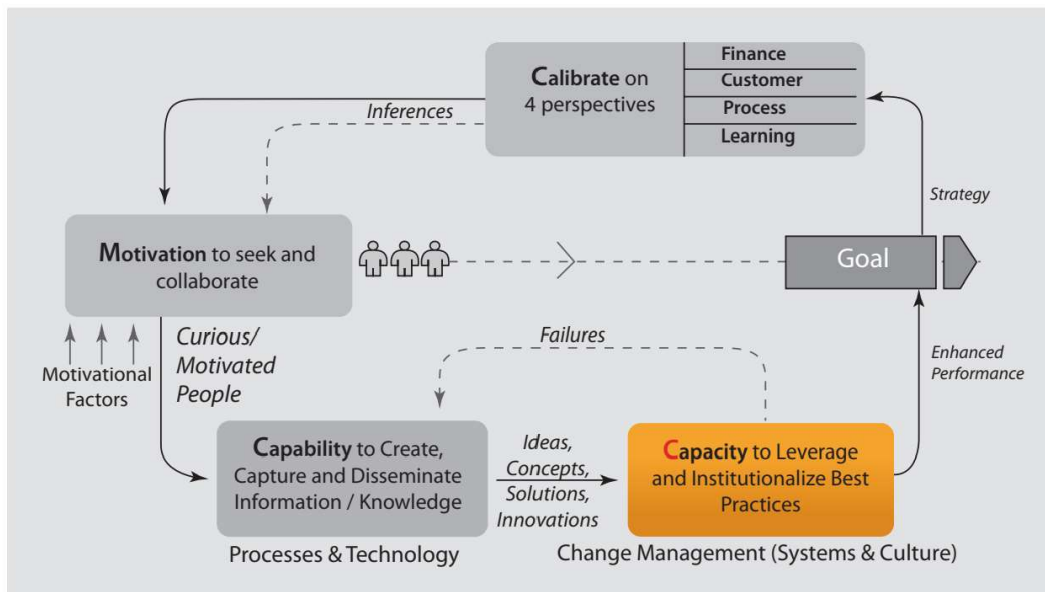 Calibrate on
4 perspectives
Finance
Customer
Process
Learning
Inferences
Strategy
Motivation to seek and
collaborate
Goal
Motivational
Factors
Curious/
Motivated
People
Failures
Enhanced
Performance
Capability to Create,
Capture and Disseminate
Information / Knowledge
Ideas,
Concepts,
Solutions,
Innovations
Capacity to Leverage
and Institutionalize Best
Practices
Processes & Technology
Change Management (Systems & Culture)